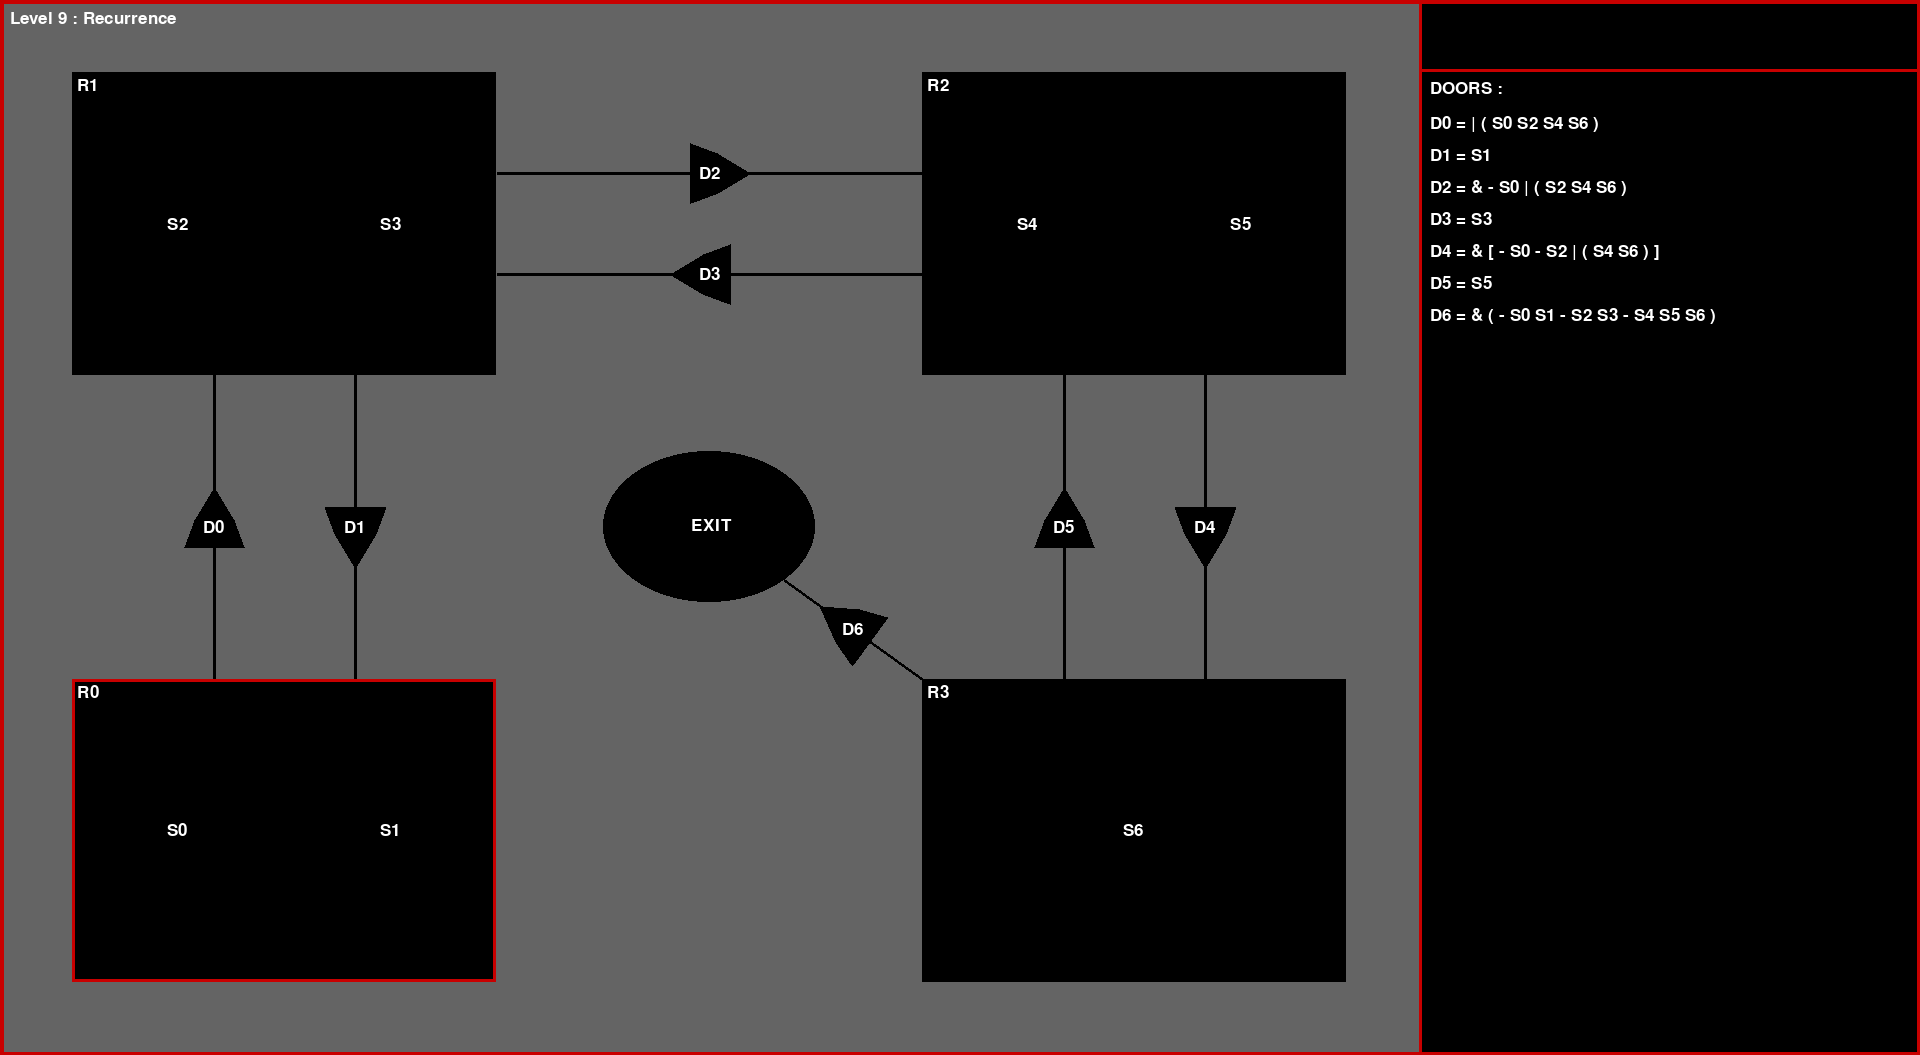 Level 9 : Recurrence
R1
S2
S3
D2
D3
R2
S4
S5
D0
D1
EXIT
D6
D5
D4
R0
S0
S1
R3
S6
DOORS :
D0 = | ( S0 S2 S4 S6 )
D1 = S1
D2 = & - S0 | ( S2 S4 S6 )
D3 = S3
D4 = & [ - S0 - S2 | ( S4 S6 ) ]
D5 = S5
D6 = & ( - S0 S1 - S2 S3 - S4 S5 S6 )